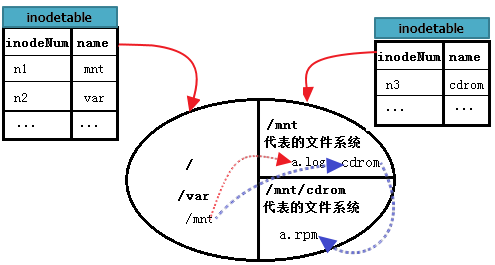 inodetable
inodeNum name
n1 mnt
n2 var
... ...
inodetable
inodeNum name
n3 cdrom
... ...
/
/var
/mnt
/mnt
代表的文件系统
a.log cdrom
/mnt/cdrom
代表的文件系统
a.rpm